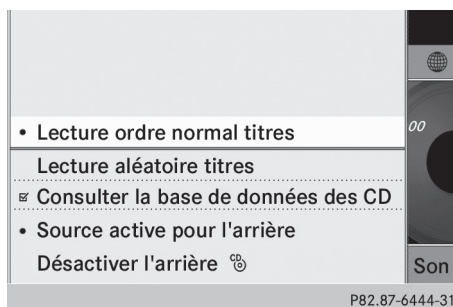 00
• Lecture ordre normal titres
Lecture aléatoire titres
Consulter la base de données des CD
• Source active pour l'arrière
Désactiver l'arrière CD
Son
P82.87-6444-31